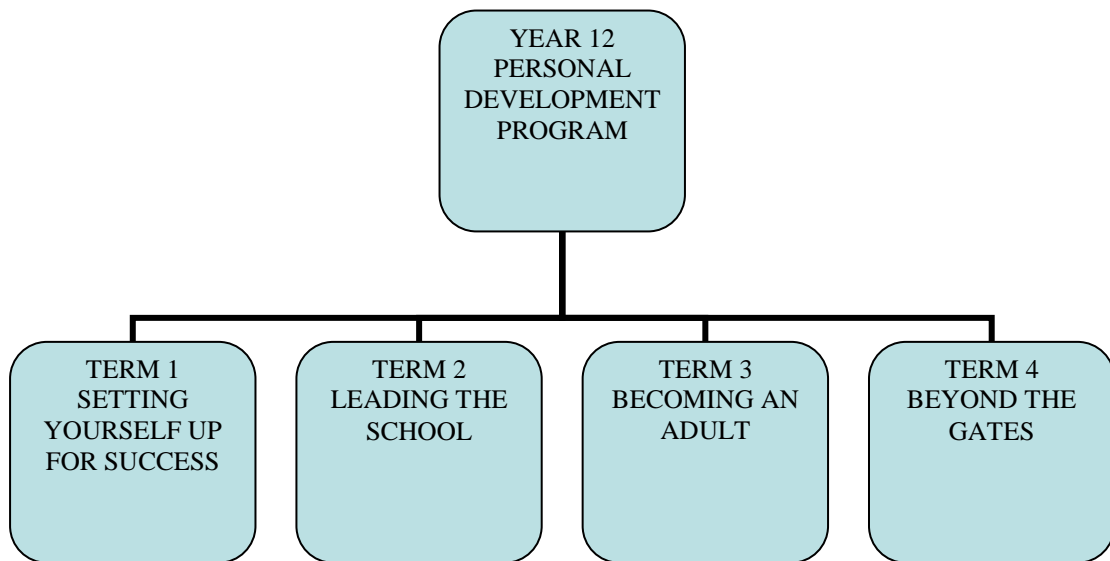 YEAR 12
PERSONAL
DEVELOPMENT
PROGRAM
TERM 1
SETTING
YOURSELF UP
FOR SUCCESS
TERM 2
LEADING THE
SCHOOL
TERM 3
BECOMING AN
ADULT
TERM 4
BEYOND THE
GATES